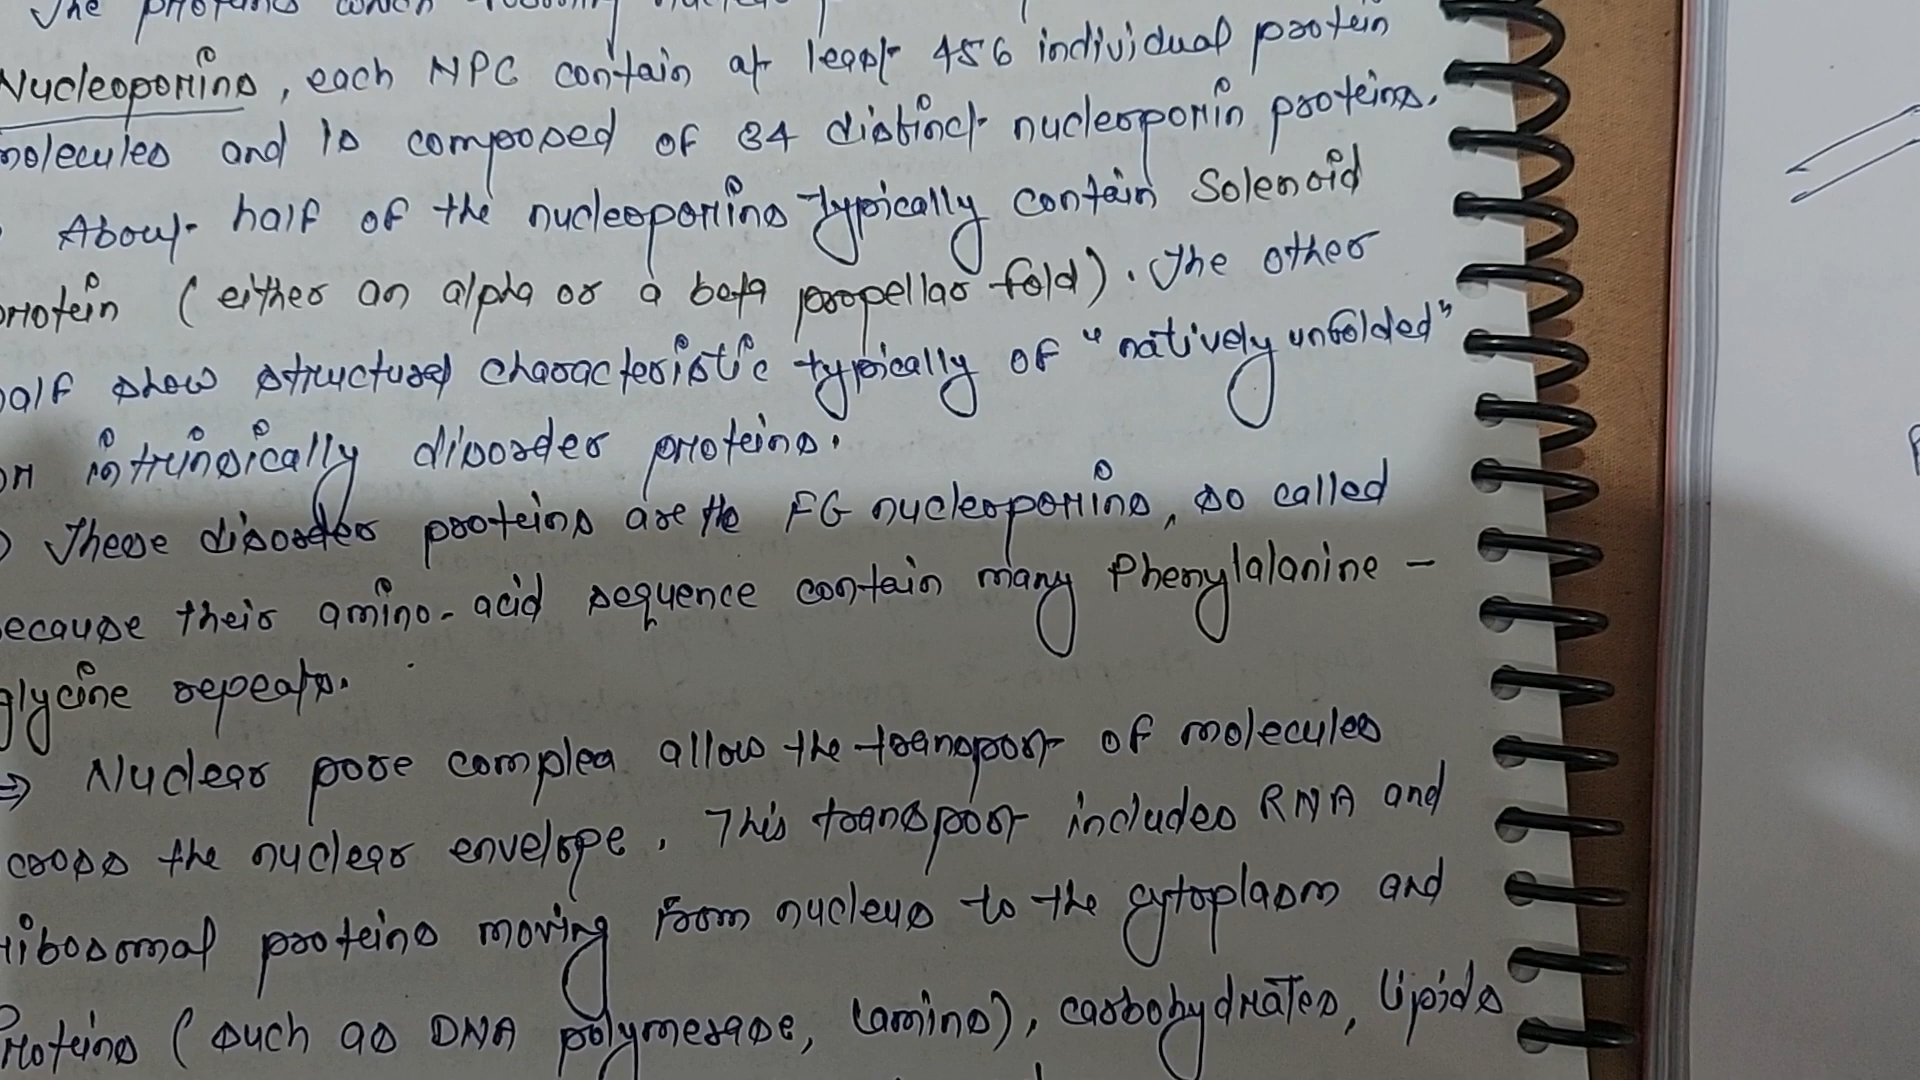 The proteins which
Nucleoporins, each NPC contain at least 456 individual protein
molecules and is composed of 34 distinct nucleoporin proteins.
About half of the nucleoporins typically contain Solenoid
protein (either an alpha or a beta propellar fold). The other
half show structural characteristic typically of "natively unfolded"
or intrinsically disorder proteins.
These disorder proteins are the FG nucleoporins, so called
because their amino-acid sequence contain many Phenylalanine -
glycine repeats.
⇒ Nuclear pore complex allow the transport of molecules
cross the nuclear envelope. This transport includes RNA and
ribosomal proteins moving from nucleus to the cytoplasm and
Proteins (such as DNA polymerase, lamins), carbohydrates, lipids